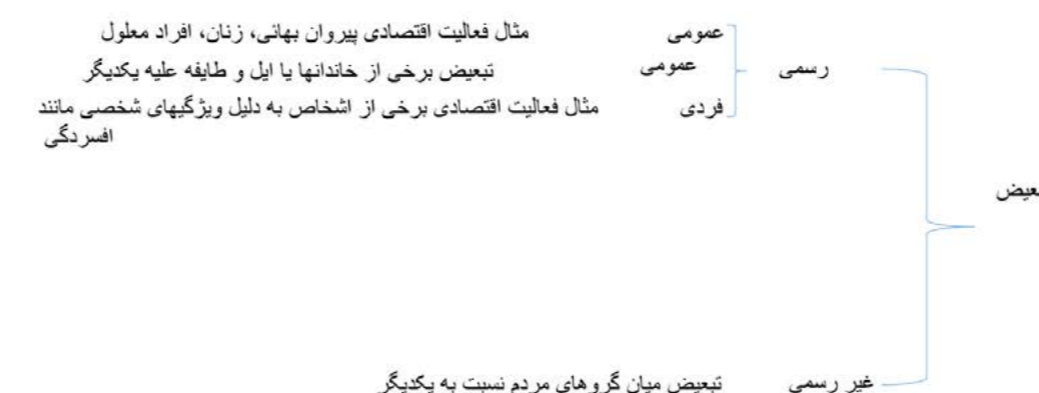 عمومی مثال فعالیت اقتصادی پیروان بهائی، زنان، افراد معلول
رسمی عمومی تبعیض برخی از خاندانها یا ایل و طایفه علیه یکدیگر
فردی مثال فعالیت اقتصادی برخی از اشخاص به دلیل ویژگیهای شخصی مانند
افسردگی
غیر رسمی تبعیض میان گروهای مردم نسبت به یکدیگر